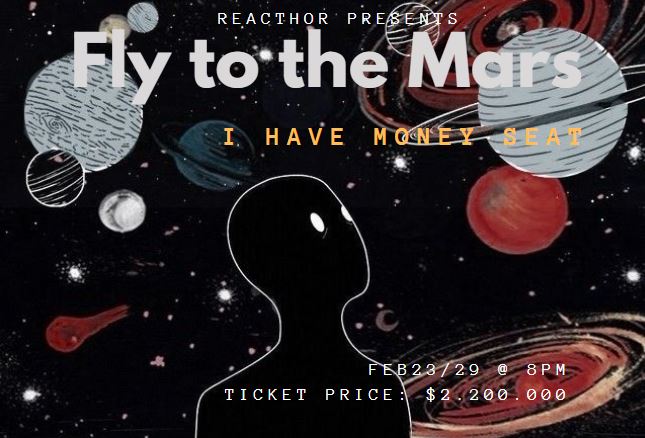 REACTHOR PRESENTS
Fly to the Mars
I HAVE MONEY SEAT
FEB23/29 @ 8PM
TICKET PRICE: $2.200.000